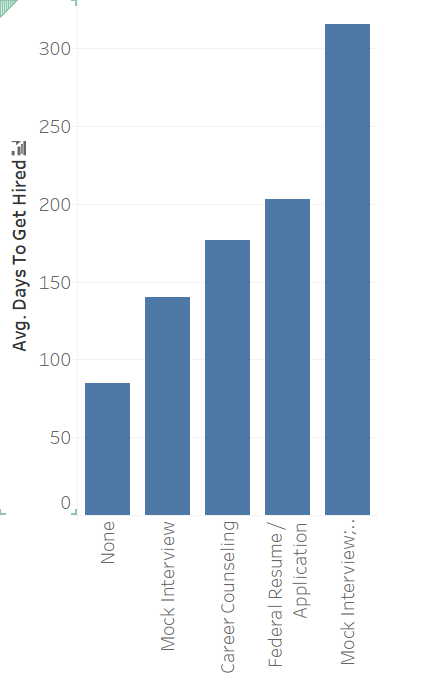 Avg. Days To Get Hired
300
250
200
150
100
50
0
None
Mock Interview
Career Counseling
Federal Resume /
Application
Mock Interview;..